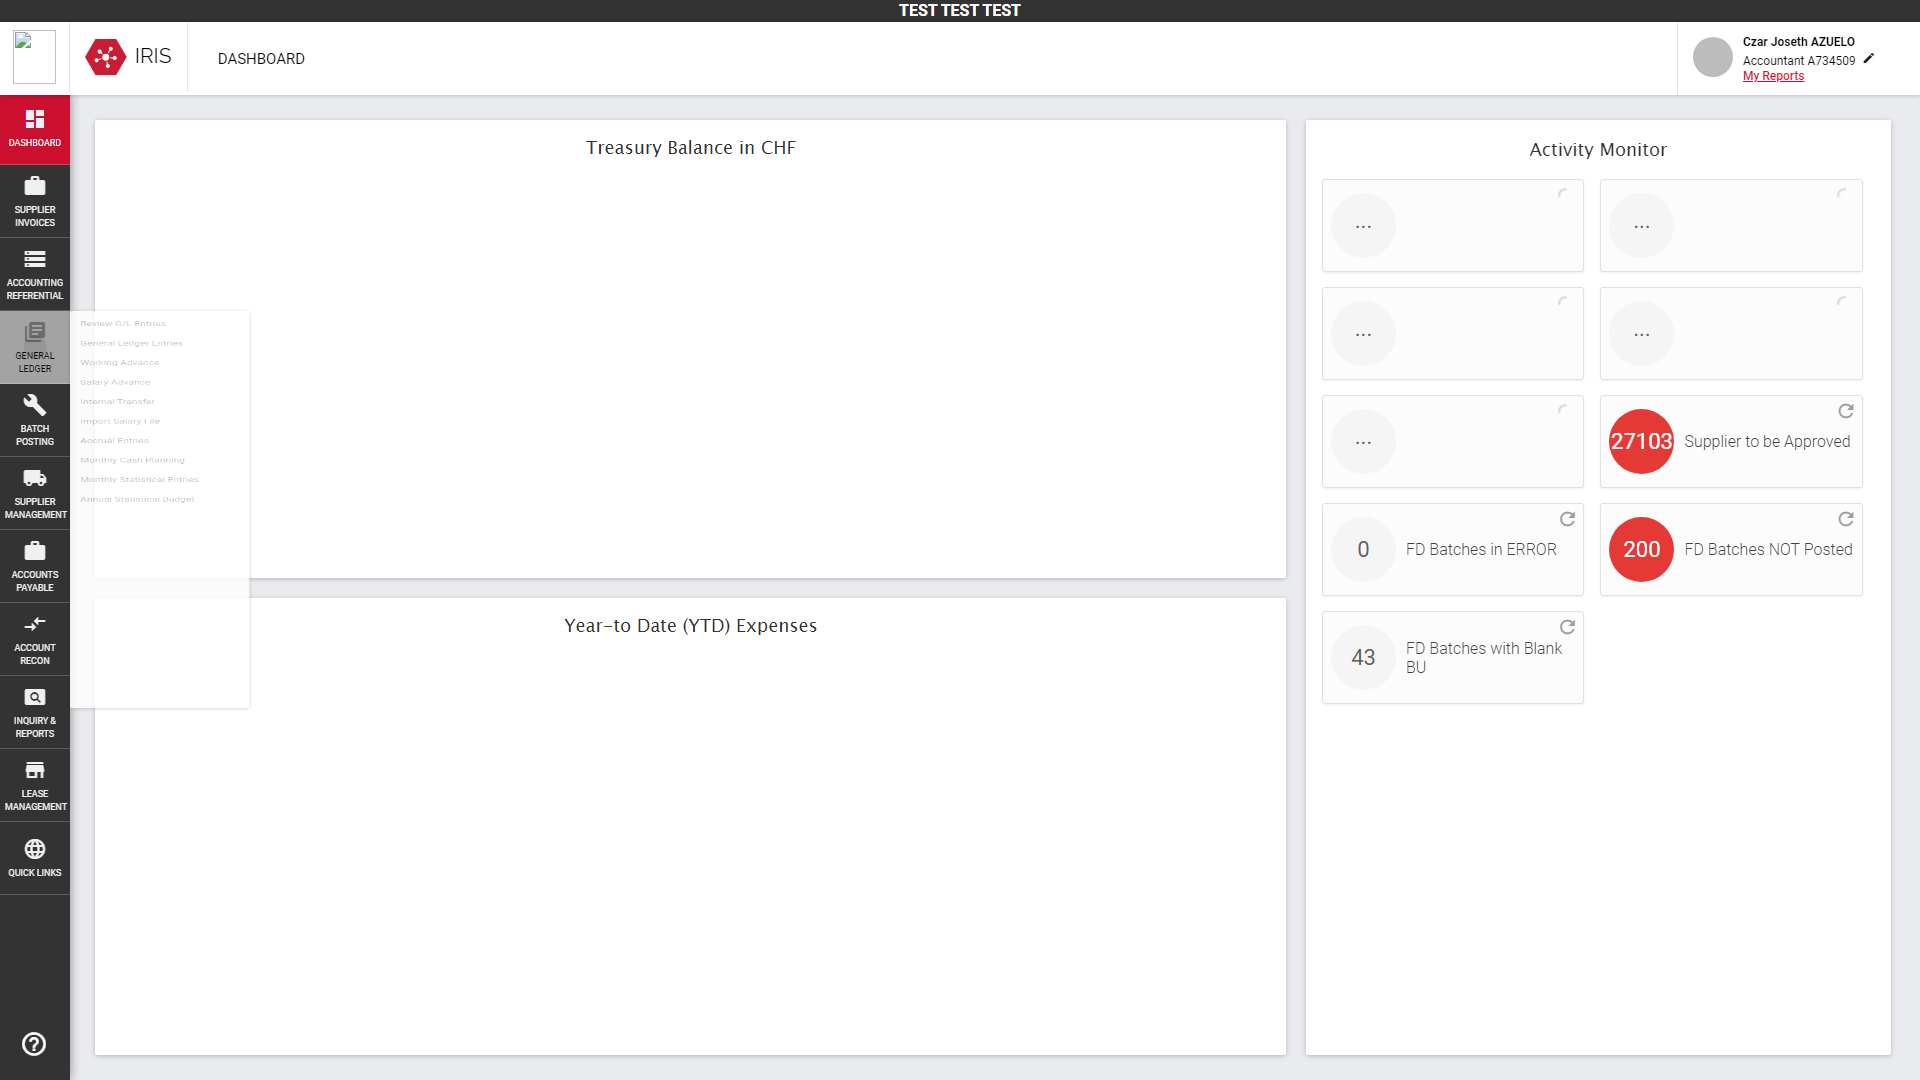 TEST TEST TEST
IRIS
DASHBOARD
Czar Joseth AZUELO
Accountant A734509
My Reports
DASHBOARD
SUPPLIER
INVOICES
ACCOUNTING
REFERENTIAL
GENERAL
LEDGER
BATCH
POSTING
SUPPLIER
MANAGEMENT
ACCOUNTS
PAYABLE
ACCOUNT
RECON
INQUIRY &
REPORTS
LEASE
MANAGEMENT
QUICK LINKS
Review G/L Entries
General Ledger Entries
Working Advance
Salary Advance
Internal Transfer
Import Salary File
Accrual Entries
Monthly Cash Planning
Monthly Statistical Entries
Annual Statistical Budget
Treasury Balance in CHF
Year-to Date (YTD) Expenses
Activity Monitor
... ...
... ...
...
27103 Supplier to be Approved
0 FD Batches in ERROR
200 FD Batches NOT Posted
43 FD Batches with Blank
BU